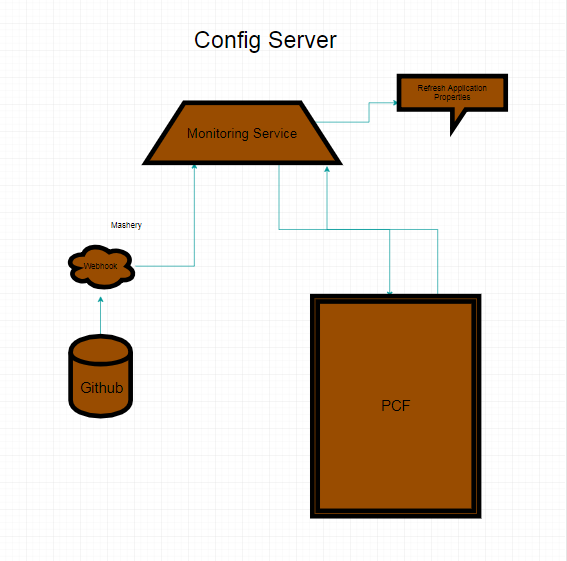 Config Server
Refresh Application
Properties
Monitoring Service
Mashery
Webhook
Github
PCF